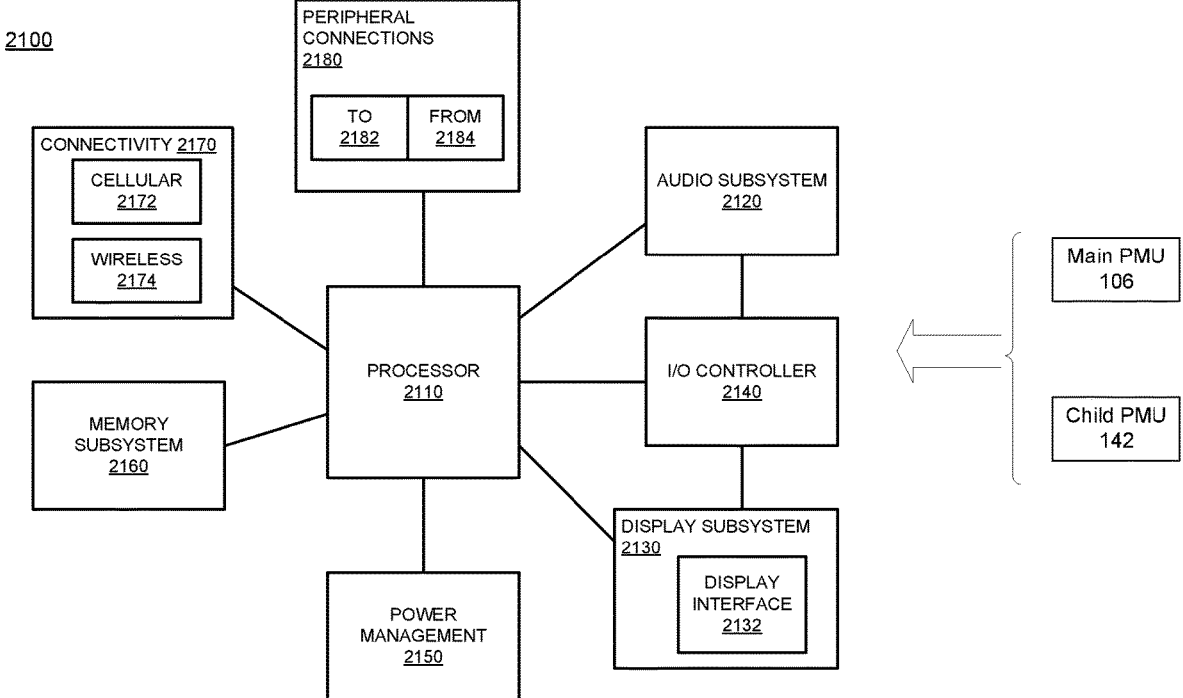 2100
PERIPHERAL
CONNECTIONS
2180
TO
2182
FROM
2184
CONNECTIVITY 2170
CELLULAR
2172
WIRELESS
2174
AUDIO SUBSYSTEM
2120
Main PMU
106
PROCESSOR
2110
I/O CONTROLLER
2140
MEMORY
SUBSYSTEM
2160
Child PMU
142
DISPLAY SUBSYSTEM
2130
DISPLAY
INTERFACE
2132
POWER
MANAGEMENT
2150